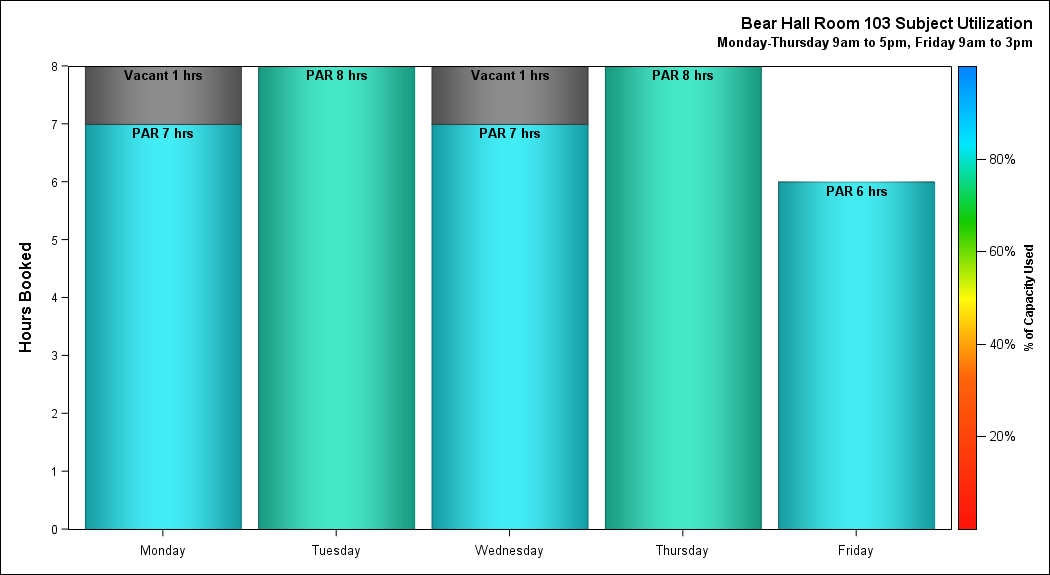 Bear Hall Room 103 Subject Utilization
Monday-Thursday 9am to 5pm, Friday 9am to 3pm
Hours Booked
8
7
6
5
4
3
2
1
0
Vacant 1 hrs
PAR 7 hrs
PAR 8 hrs
Vacant 1 hrs
PAR 7 hrs
PAR 8 hrs
PAR 6 hrs
Monday
Tuesday
Wednesday
Thursday
Friday
80%
60%
40%
20%
% of Capacity Used